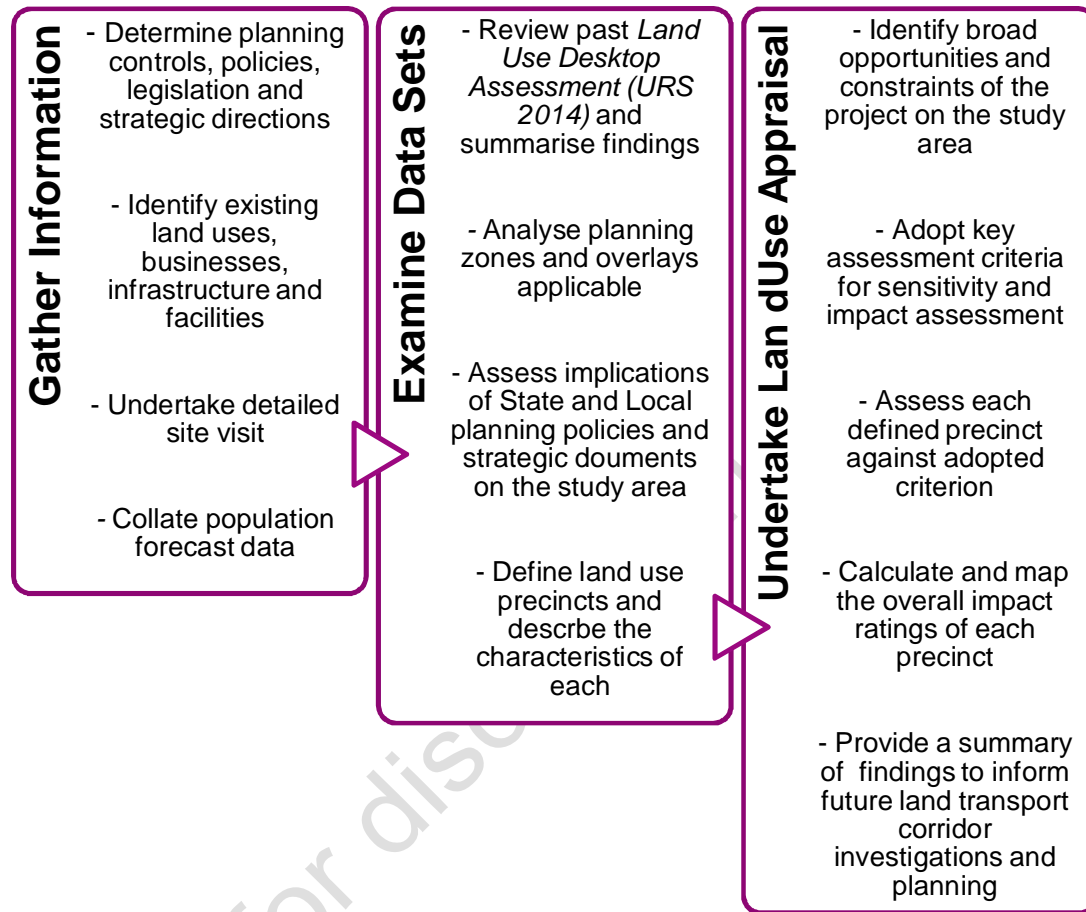 Gather Information
- Determine planning
controls, policies,
legislation and
strategic directions
- Identify existing
land uses,
businesses,
infrastructure and
facilities
- Undertake detailed
site visit
- Collate population
forecast data
Examine Data Sets
- Review past Land
Use Desktop
Assessment (URS
2014) and
summarise findings
- Analyse planning
zones and overlays
applicable
- Assess implications
of State and Local
planning policies and
strategic douments
on the study area
- Define land use
precincts and
descrbe the
characteristics of
each
Undertake Lan dUse Appraisal
- Identify broad
opportunities and
constraints of the
project on the study
area
- Adopt key
assessment criteria
for sensitivity and
impact assessment
- Assess each
defined precinct
against adopted
criterion
- Calculate and map
the overall impact
ratings of each
precinct
- Provide a summary
of findings to inform
future land transport
corridor
investigations and
planning
for